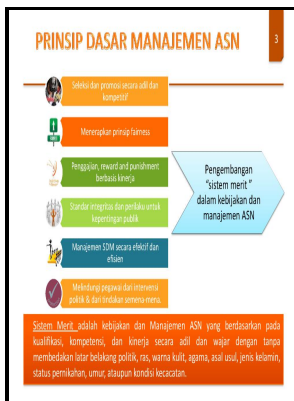 PRINSIP DASAR MANAJEMEN ASN
3
Seleksi dan promosi secara adil dan
kompetitif
Menerapkan prinsip fairness
Penggajian, reward and punishment
berbasis kinerja
Standar integritas dan perilaku untuk
kepentingan publik
Manajemen SDM secara efektif dan
efisien
Melindungi pegawai dari intervensi
politik & dari tindakan semena-mena.
Pengembangan
"sistem merit "
dalam kebijakan dan
manajemen ASN
Sistem Merit adalah kebijakan dan Manajemen ASN yang berdasarkan pada
kualifikasi, kompetensi, dan kinerja secara adil dan wajar dengan tanpa
membedakan latar belakang politik, ras, warna kulit, agama, asal usul, jenis kelamin,
status pernikahan, umur, ataupun kondisi kecacatan.